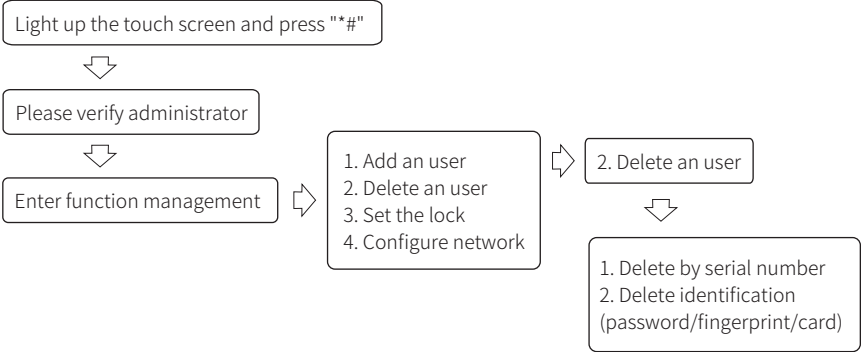 Light up the touch screen and press "*#"
Please verify administrator
Enter function management
1. Add an user
2. Delete an user
3. Set the lock
4. Configure network
2. Delete an user
1. Delete by serial number
2. Delete identification
(password/fingerprint/card)